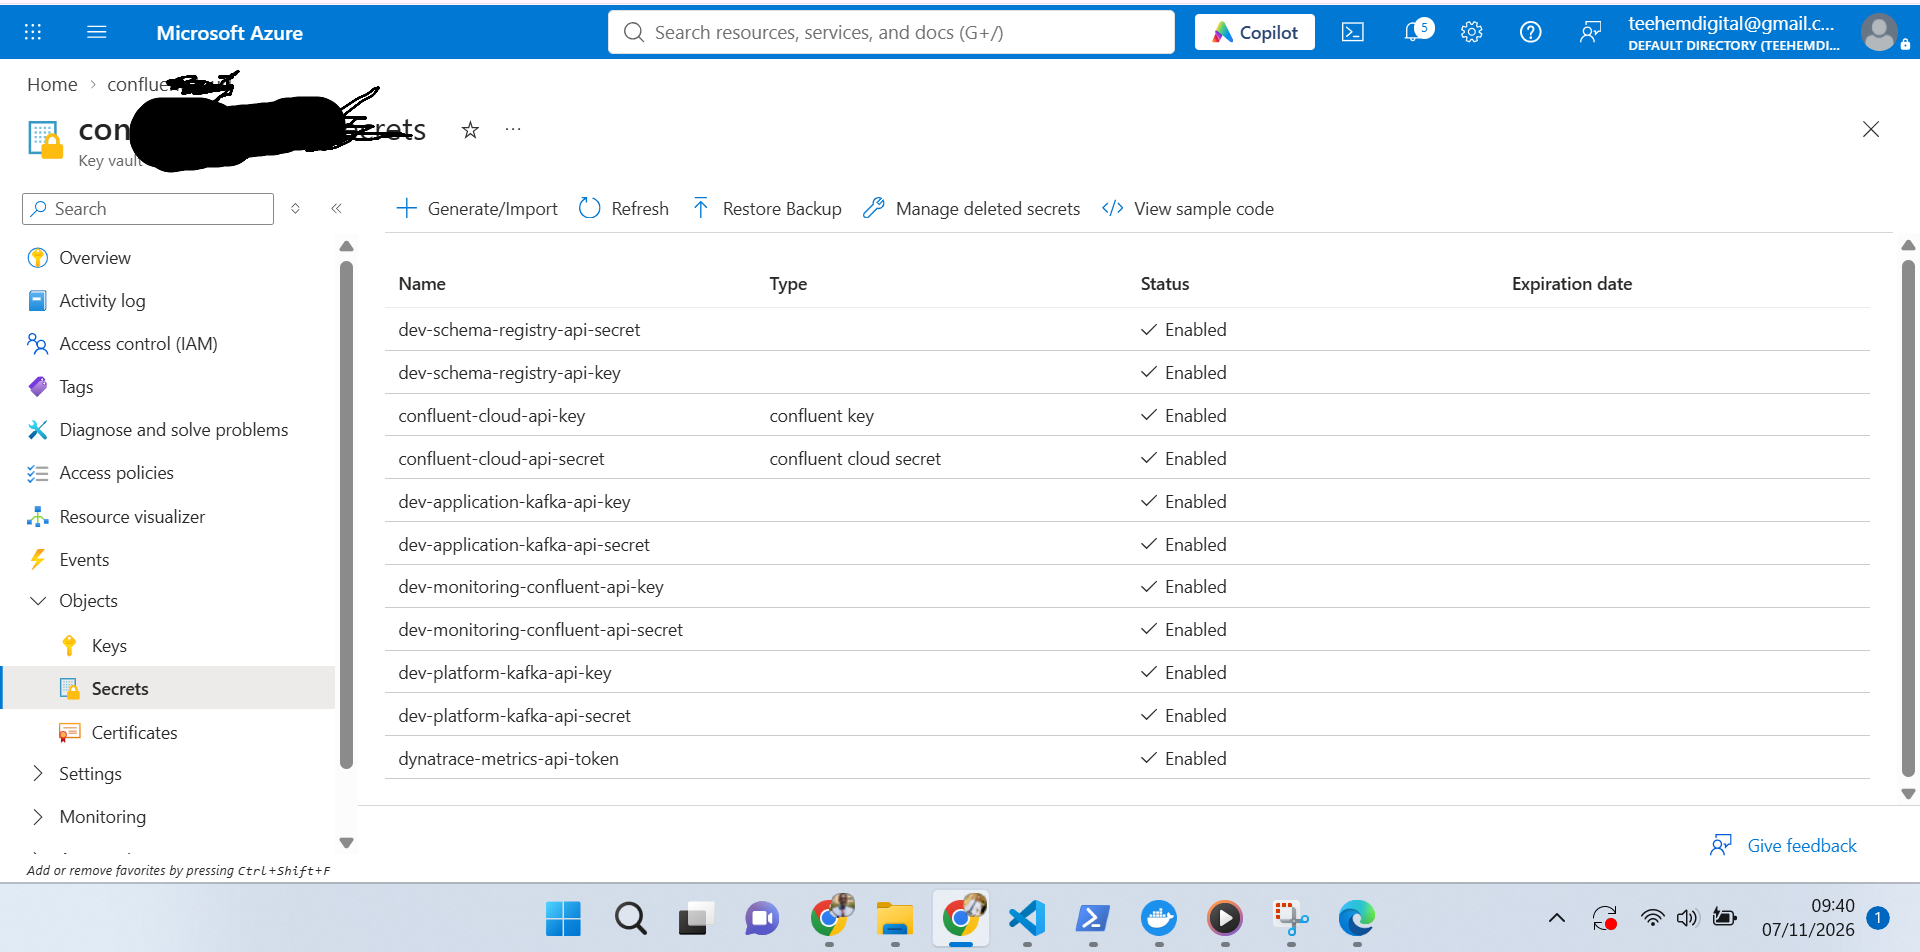 Microsoft Azure
Search resources, services, and docs (G+/)
Copilot
5
teehemdigital@gmail.c...
DEFAULT DIRECTORY (TEEHEMDI...
Home > conflue
con crets
Key vault
Search
Generate/Import
Refresh
Restore Backup
Manage deleted secrets
View sample code
Overview
Activity log
Access control (IAM)
Tags
Diagnose and solve problems
Access policies
Resource visualizer
Events
Objects
Keys
Secrets
Certificates
Settings
Monitoring
Add or remove favorites by pressing Ctrl+Shift+F
Name Type Status Expiration date
dev-schema-registry-api-secret Enabled
dev-schema-registry-api-key Enabled
confluent-cloud-api-key confluent key Enabled
confluent-cloud-api-secret confluent cloud secret Enabled
dev-application-kafka-api-key Enabled
dev-application-kafka-api-secret Enabled
dev-monitoring-confluent-api-key Enabled
dev-monitoring-confluent-api-secret Enabled
dev-platform-kafka-api-key Enabled
dev-platform-kafka-api-secret Enabled
dynatrace-metrics-api-token Enabled
Give feedback
09:40
07/11/2026
1